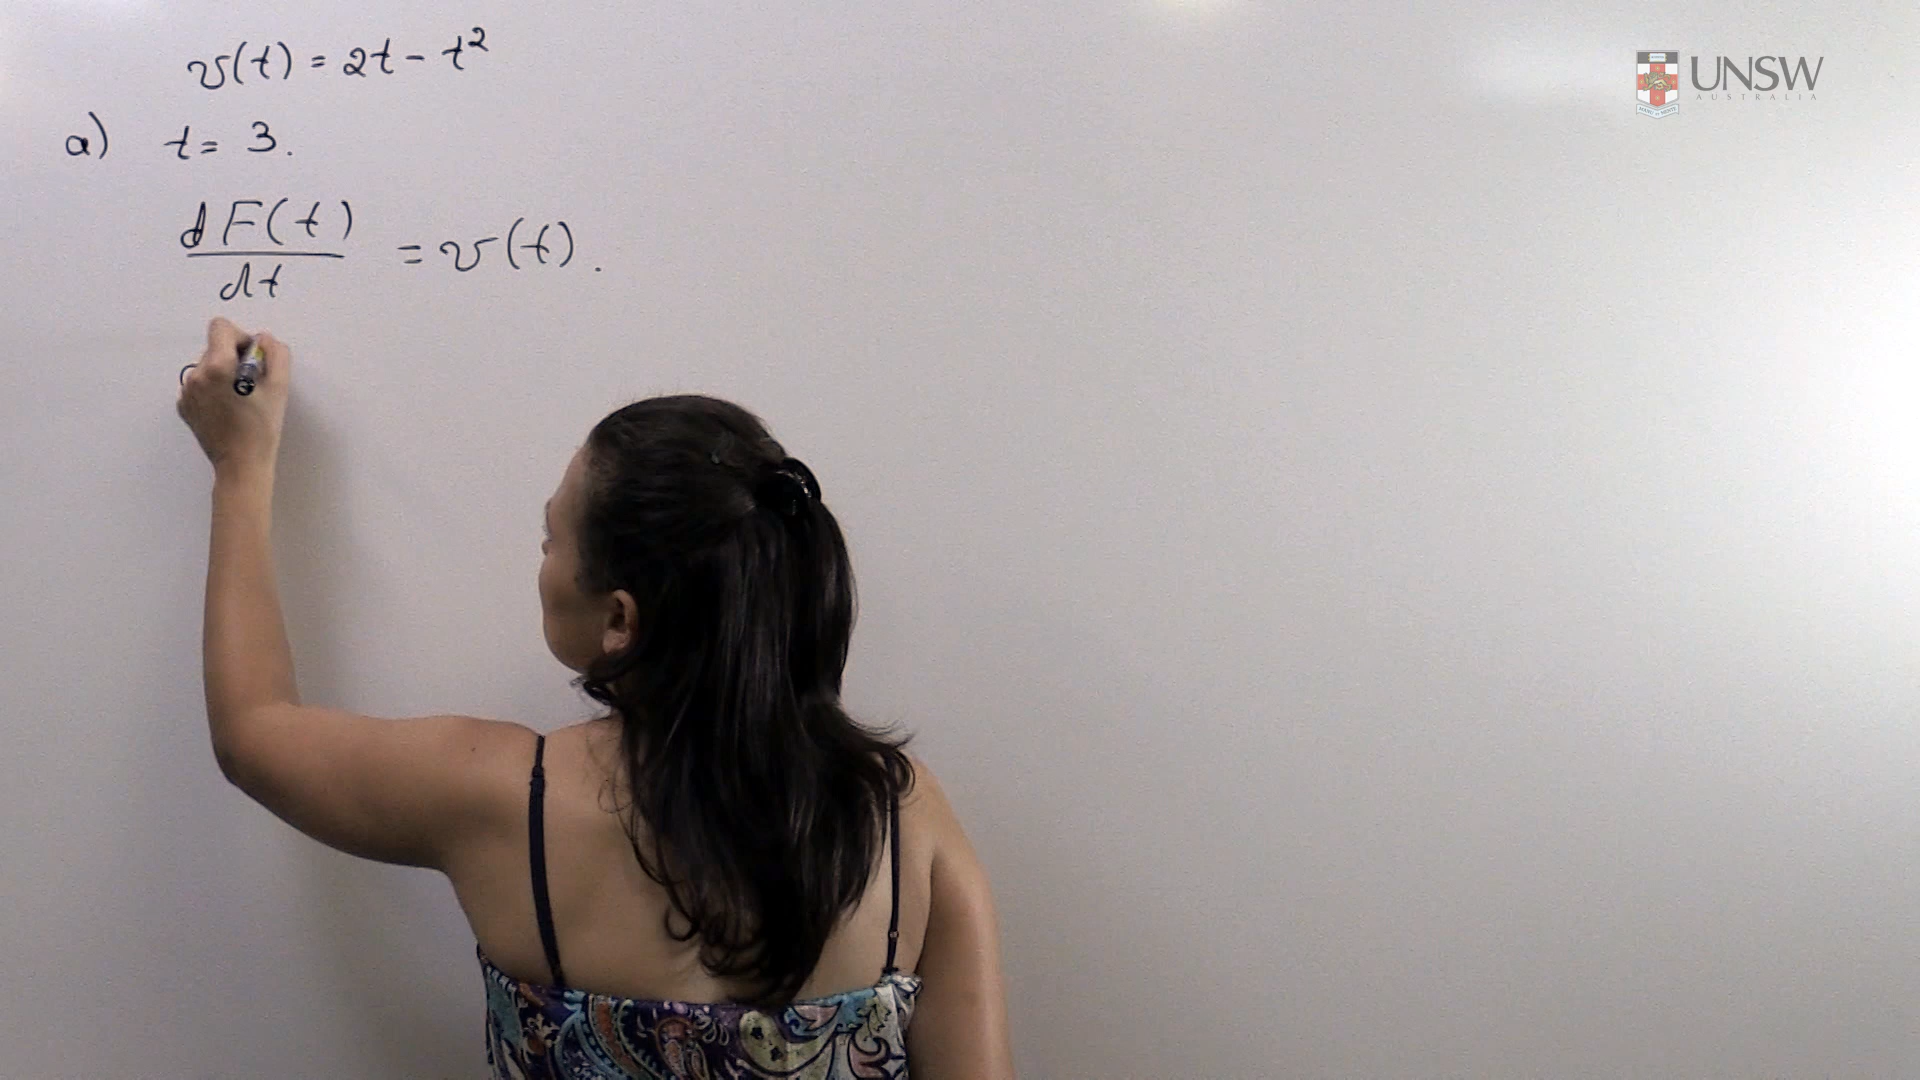 v(t) = 2t - t²
a) t = 3.
dF(t)/dt = v(t).
UNSW
AUSTRALIA